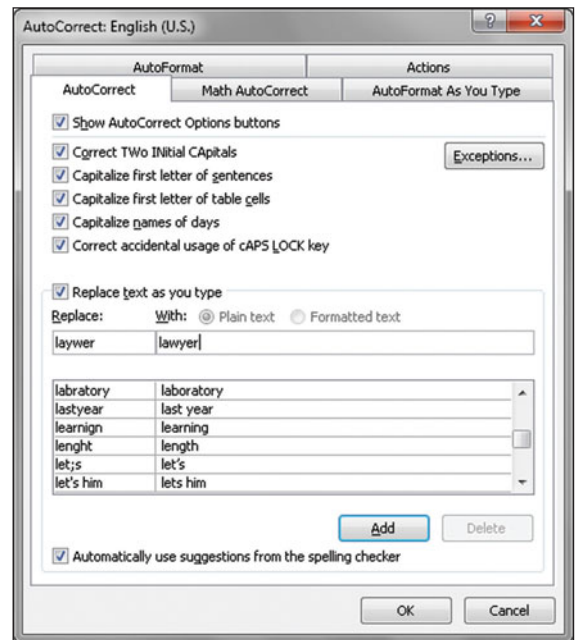 AutoCorrect: English (U.S.)
AutoFormat Actions
AutoCorrect Math AutoCorrect AutoFormat As You Type
Show AutoCorrect Options buttons
Correct TWo INitial CApitals Exceptions...
Capitalize first letter of sentences
Capitalize first letter of table cells
Capitalize names of days
Correct accidental usage of cAPS LOCK key
Replace text as you type
Replace: With: Plain text Formatted text
laywer lawyer
labratory laboratory
lastyear last year
learnign learning
lenght length
let;s let's
let's him lets him
Add Delete
Automatically use suggestions from the spelling checker
OK Cancel